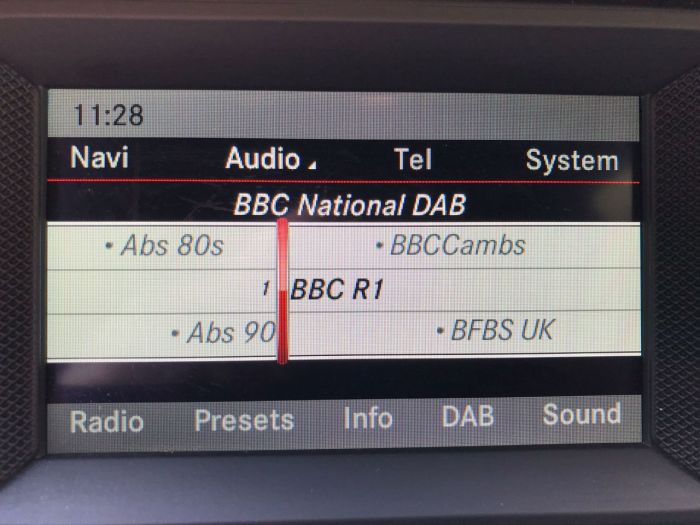 11:28
Navi Audio Tel System
BBC National DAB
• Abs 80s • BBCCambs
1 BBC R1
• Abs 90 • BFBS UK
Radio Presets Info DAB Sound